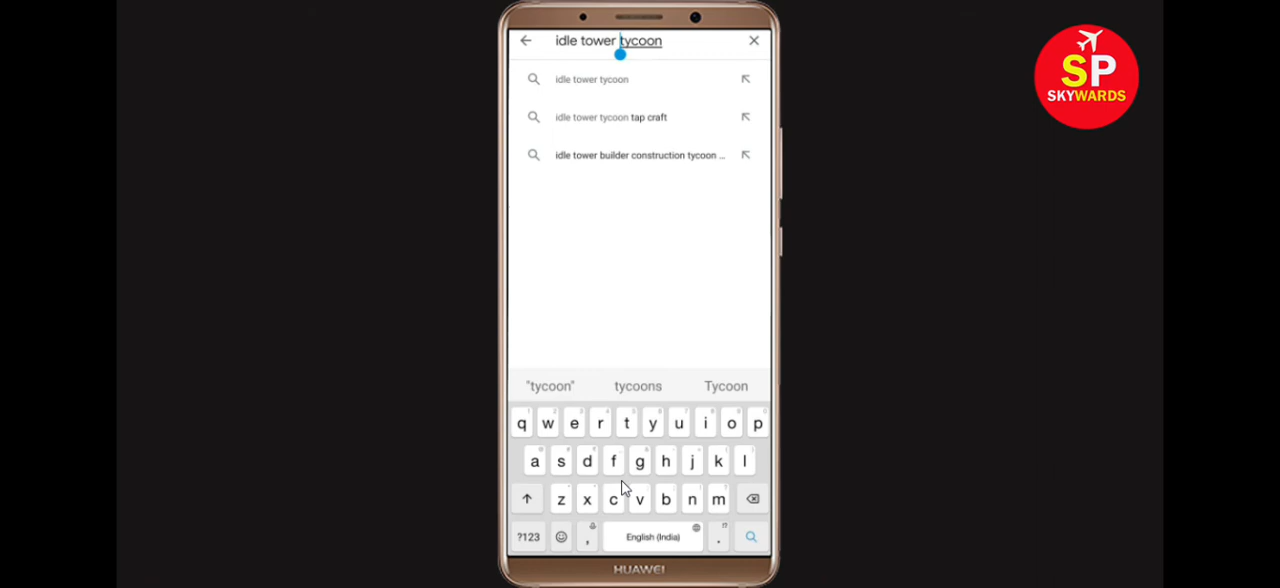 idle tower tycoon
SP
SKYWARDS
idle tower tycoon
idle tower tycoon tap craft
idle tower builder construction tycoon ...
"tycoon" tycoons Tycoon
q w e r t y u i o p
a s d f g h j k l
z x c v b n m
?123 , English (India) .
HUAWEI